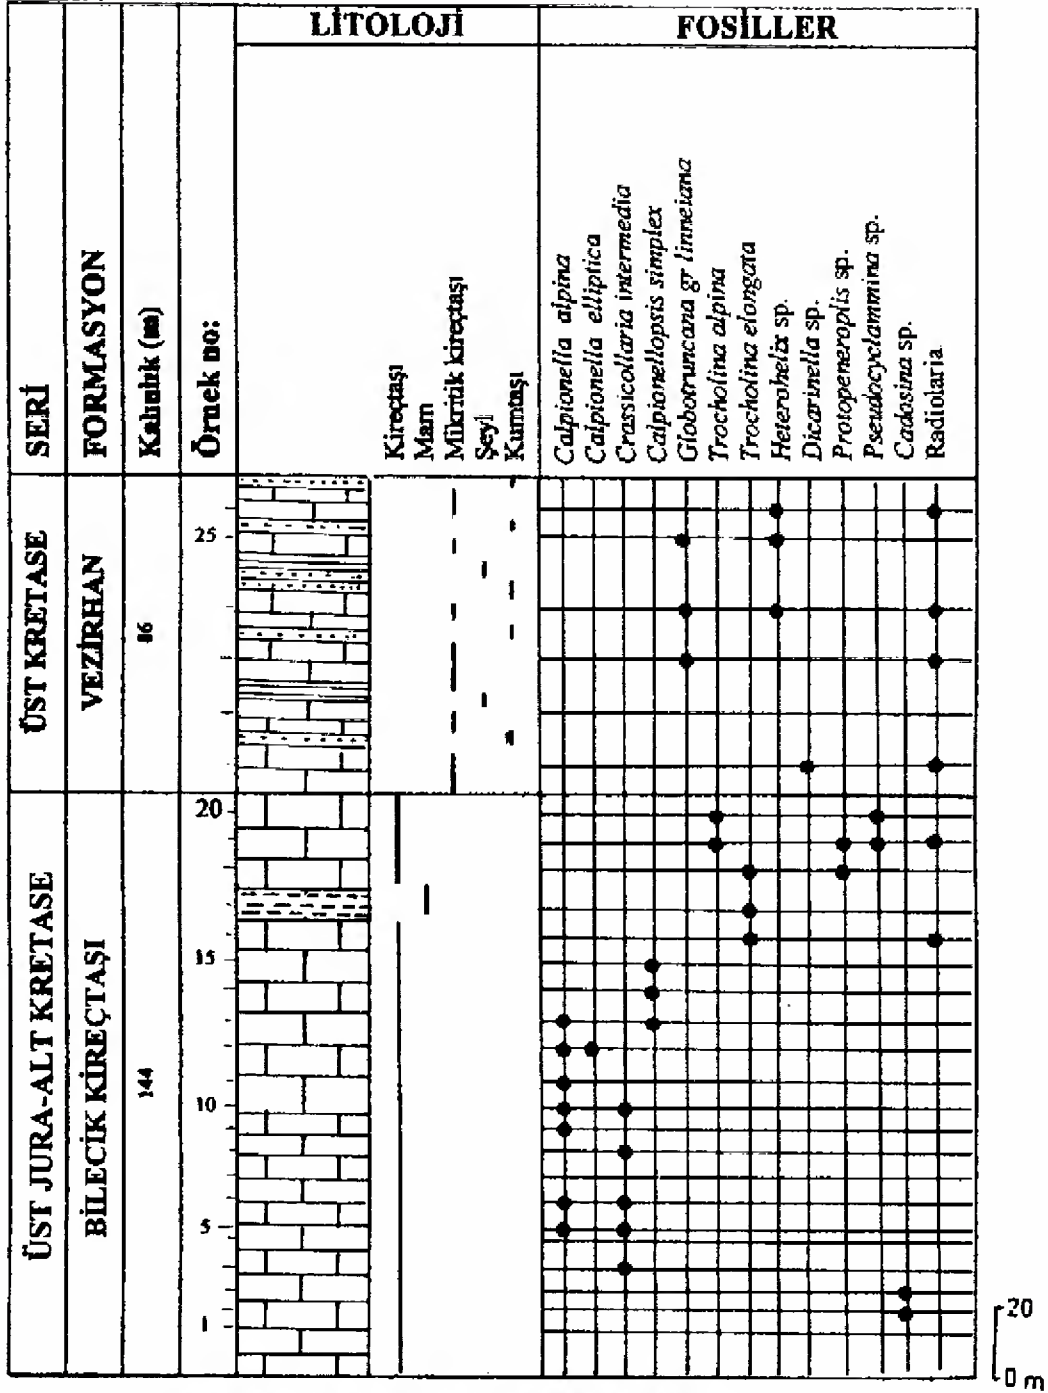 LİTOLOJİ
FOSİLLER
SERİ
FORMASYON
Kalınlık (m)
Örnek no:
Kireçtaşı
Marn
Mikritik kireçtaşı
Şeyl
Kumtaşı
Calpionella alpina
Calpionella elliptica
Crassicollaria intermedia
Calpionellopsis simplex
Globotruncana gr linneiana
Trocholina alpina
Trocholina elongata
Heterohelix sp.
Dicarinella sp.
Protopeneroplis sp.
Pseudocyclammina sp.
Cadosina sp.
Radiolaria
ÜST KRETASE
VEZİRHAN
25
ÜST JURA-ALT KRETASE
BİLECİK KİREÇTAŞI
144
20
15
10
5
1
20
0 m